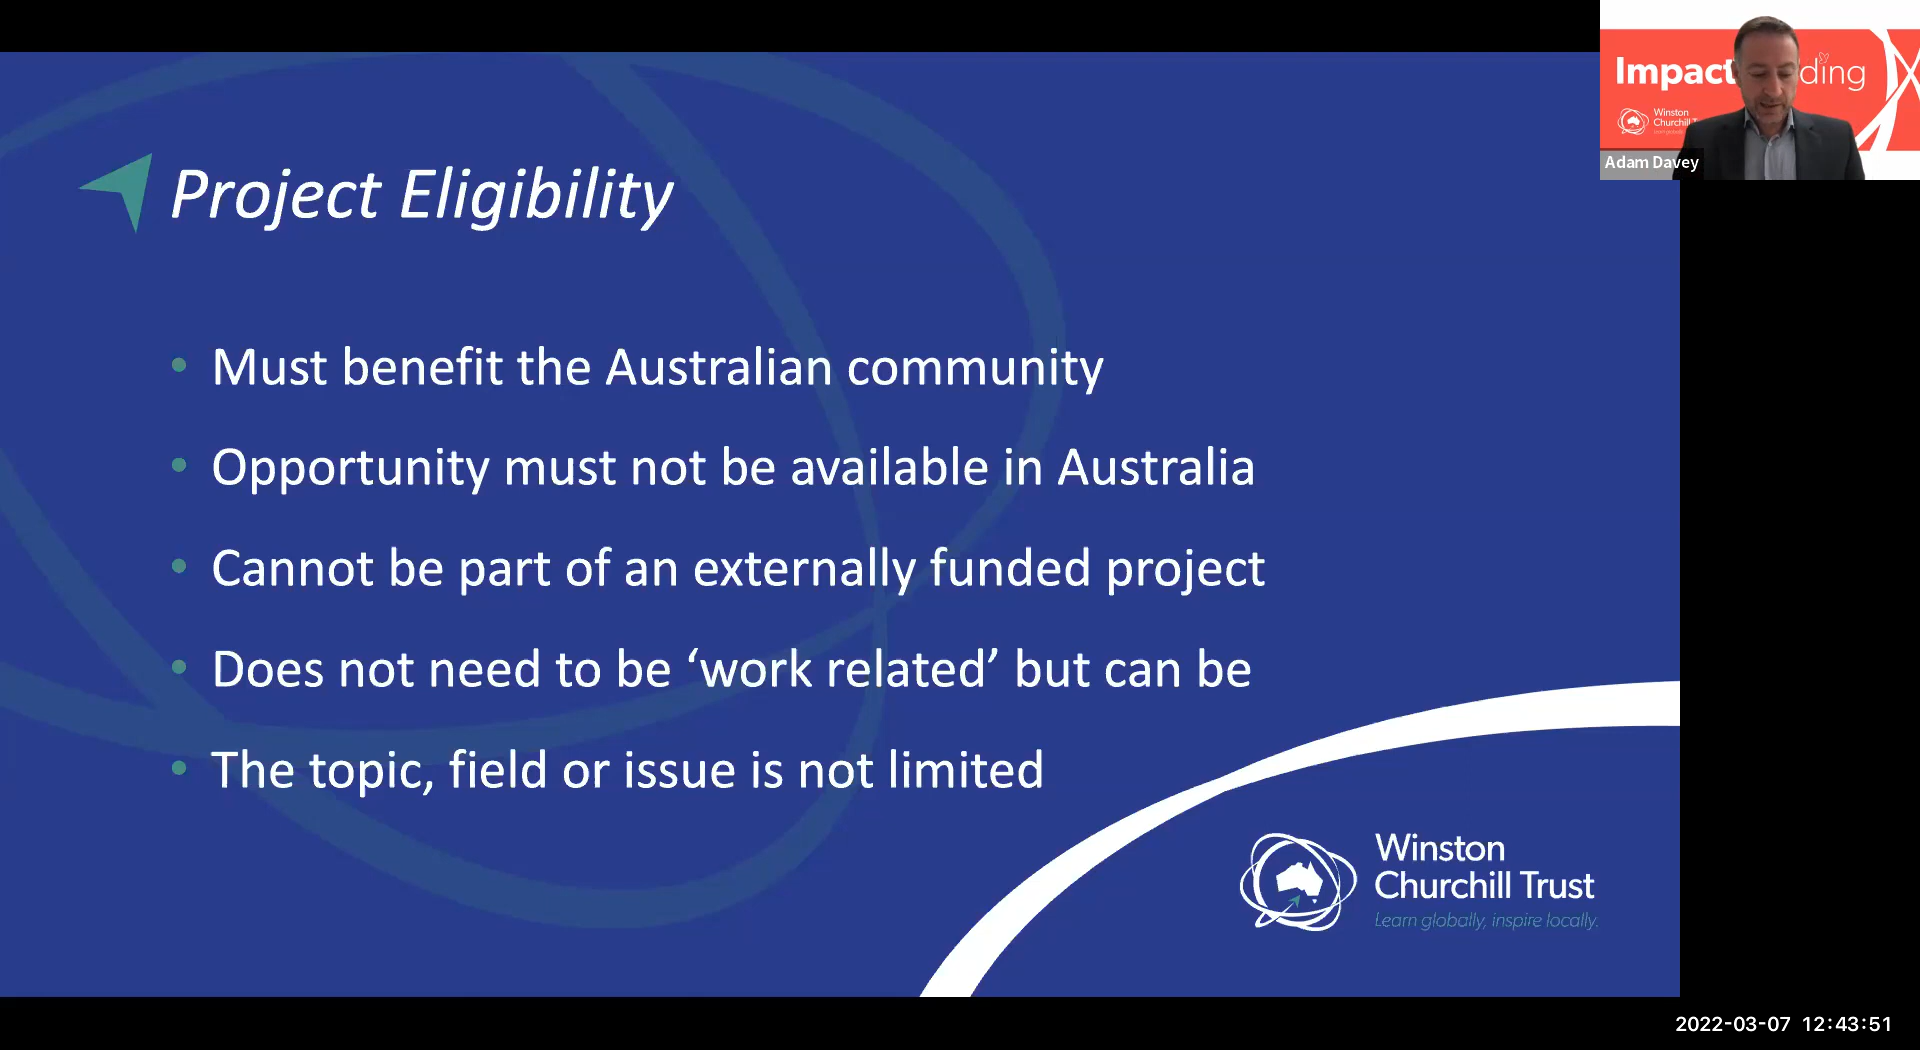 Project Eligibility
• Must benefit the Australian community
• Opportunity must not be available in Australia
• Cannot be part of an externally funded project
• Does not need to be ‘work related’ but can be
• The topic, field or issue is not limited
Winston
Churchill Trust
Learn globally, inspire locally.
Impact ding
Winston
Churchill T
Adam Davey
2022-03-07 12:43:51